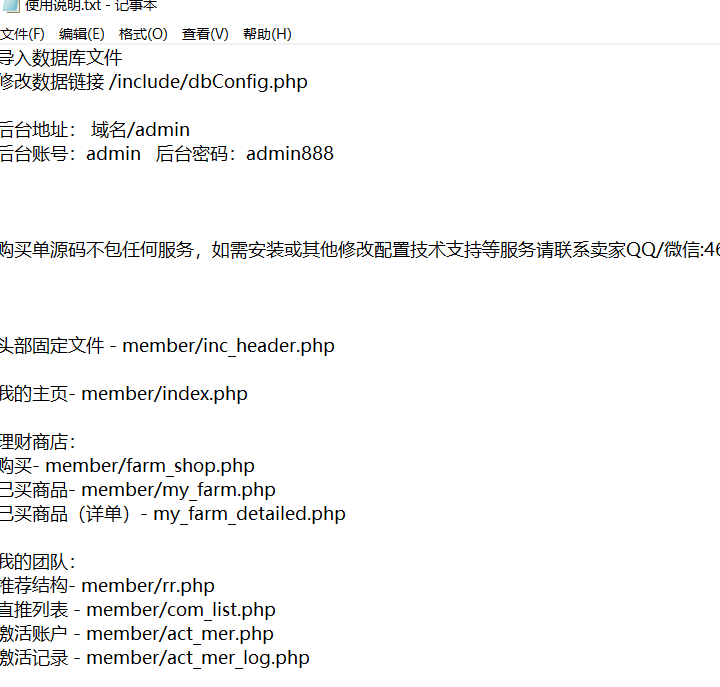 使用说明.txt - 记事本
文件(F) 编辑(E) 格式(O) 查看(V) 帮助(H)
导入数据库文件
修改数据链接 /include/dbConfig.php
后台地址： 域名/admin
后台账号：admin 后台密码：admin888
购买单源码不包任何服务，如需安装或其他修改配置技术支持等服务请联系卖家QQ/微信:46
头部固定文件 - member/inc_header.php
我的主页- member/index.php
理财商店：
购买- member/farm_shop.php
已买商品- member/my_farm.php
已买商品（详单）- my_farm_detailed.php
我的团队：
推荐结构- member/rr.php
直推列表 - member/com_list.php
激活账户 - member/act_mer.php
激活记录 - member/act_mer_log.php